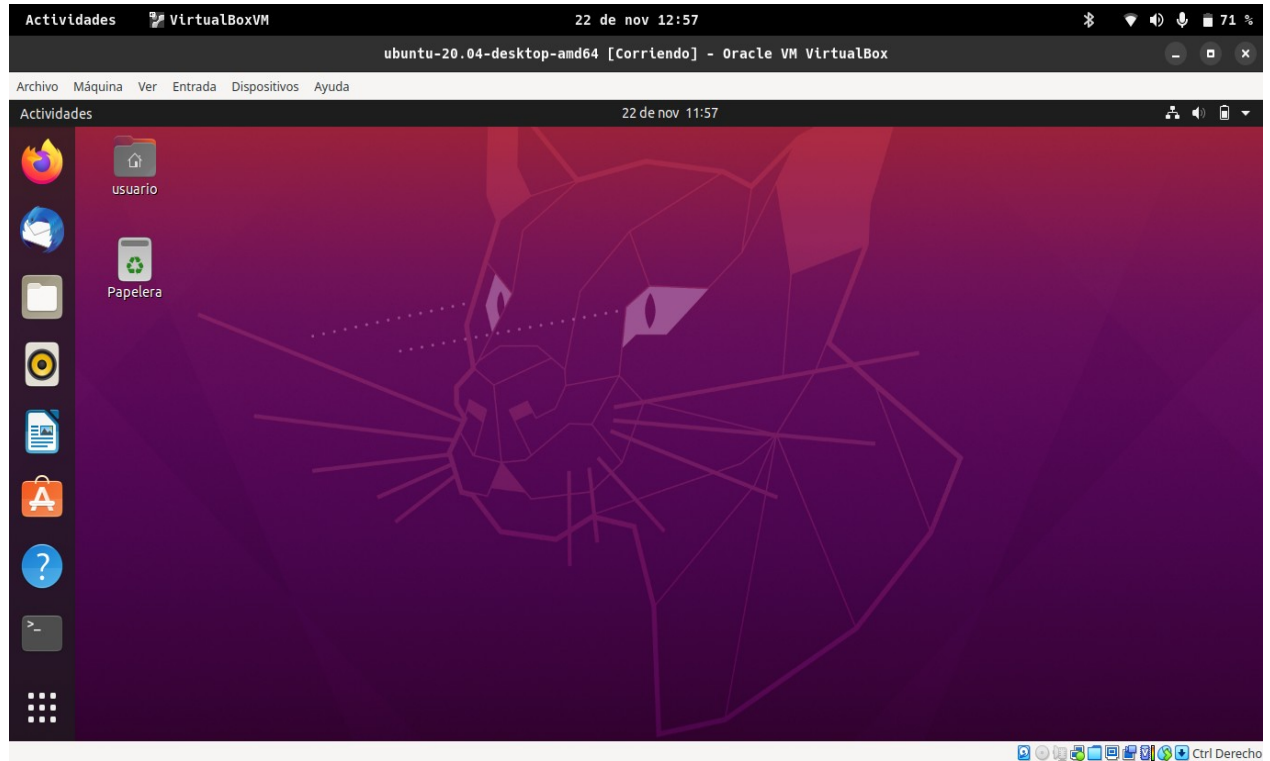 Actividades VirtualBoxVM 22 de nov 12:57 71 %
ubuntu-20.04-desktop-amd64 [Corriendo] - Oracle VM VirtualBox
Archivo Máquina Ver Entrada Dispositivos Ayuda
Actividades 22 de nov 11:57
usuario
Papelera
Ctrl Derecho